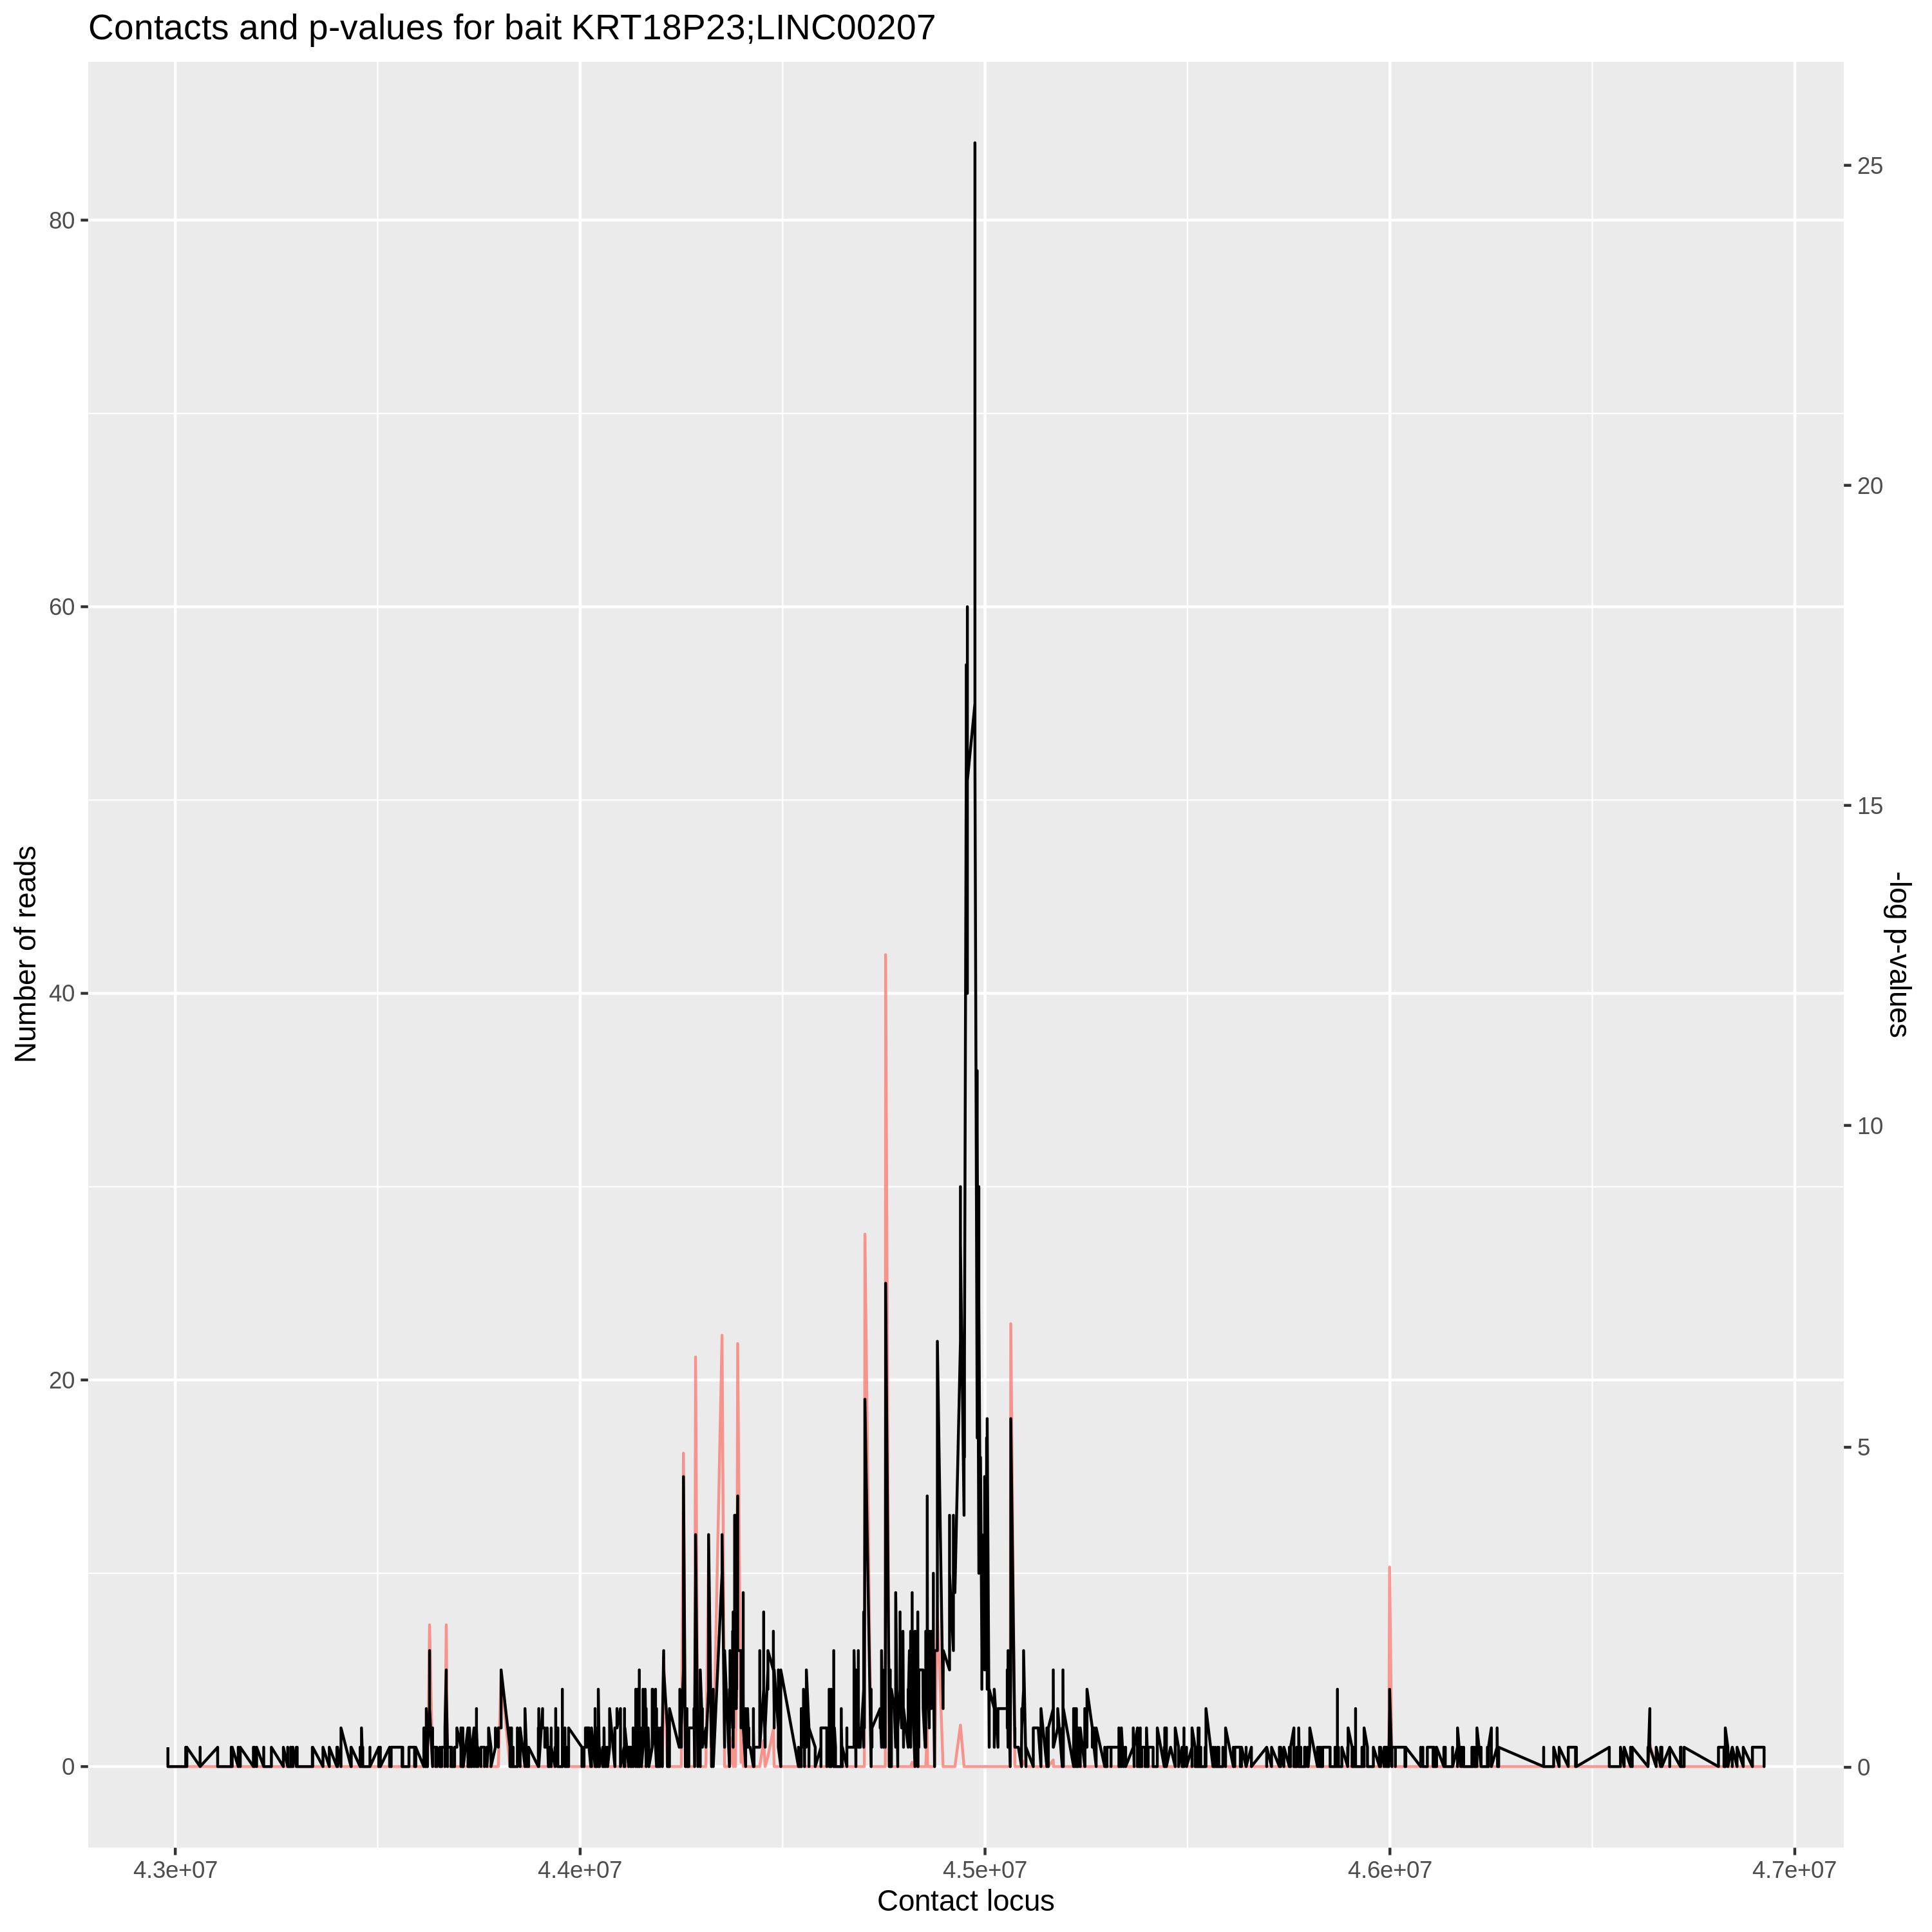 Contacts and p-values for bait KRT18P23;LINC00207
Number of reads
80
60
40
20
0
25
20
15
10
5
0
-log p-values
4.3e+07
4.4e+07
4.5e+07
4.6e+07
4.7e+07
Contact locus